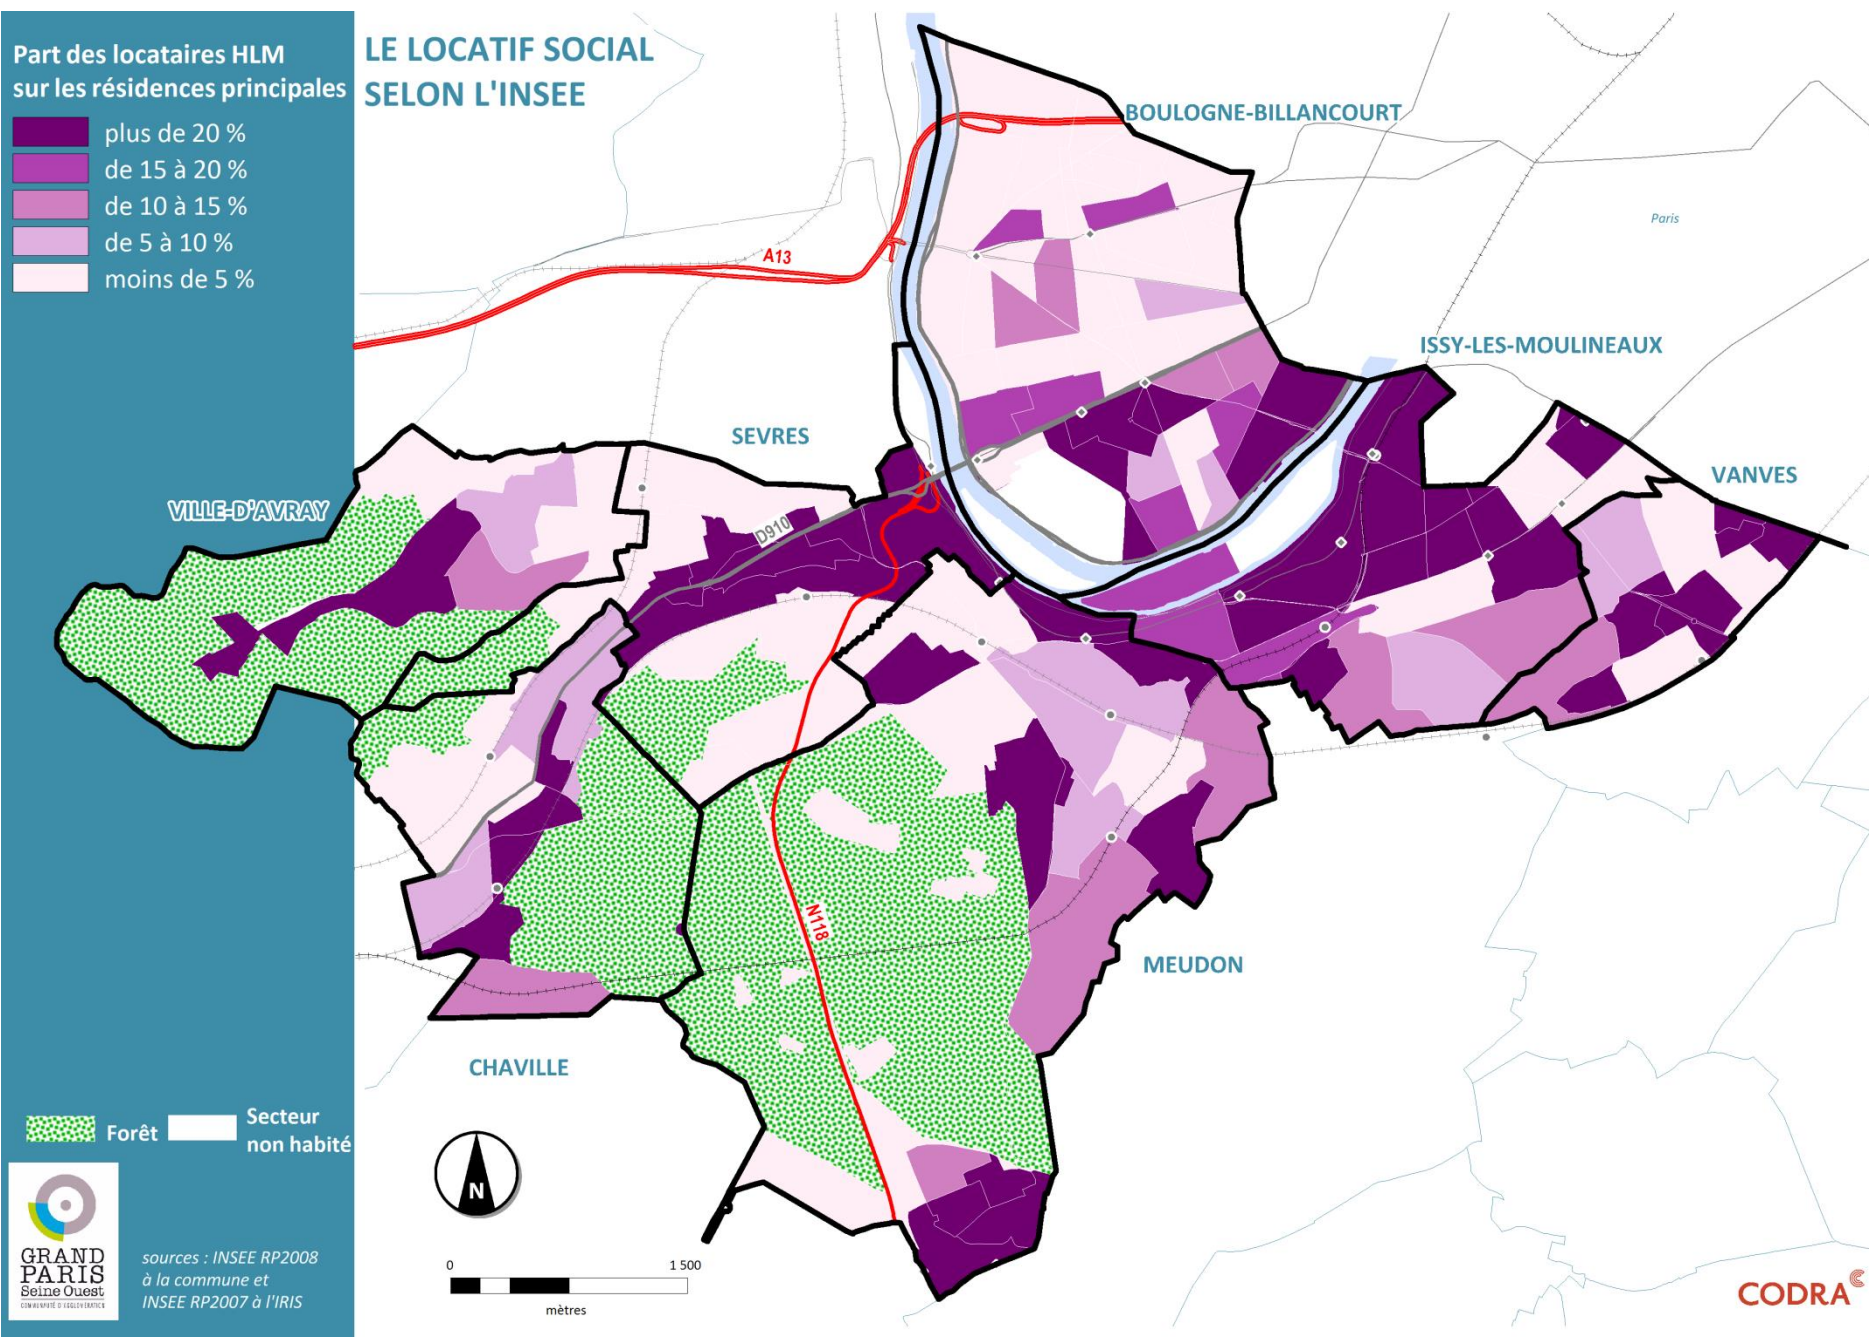 Part des locataires HLM
sur les résidences principales
plus de 20 %
de 15 à 20 %
de 10 à 15 %
de 5 à 10 %
moins de 5 %
LE LOCATIF SOCIAL
SELON L'INSEE
BOULOGNE-BILLANCOURT
Paris
A13
ISSY-LES-MOULINEAUX
SEVRES
VANVES
VILLE-D'AVRAY
D910
N118
MEUDON
CHAVILLE
Forêt
Secteur
non habité
N
GRAND
PARIS
Seine Ouest
COMMUNAUTÉ D'AGGLOMÉRATION
sources : INSEE RP2008
à la commune et
INSEE RP2007 à l'IRIS
0
1 500
mètres
CODRA